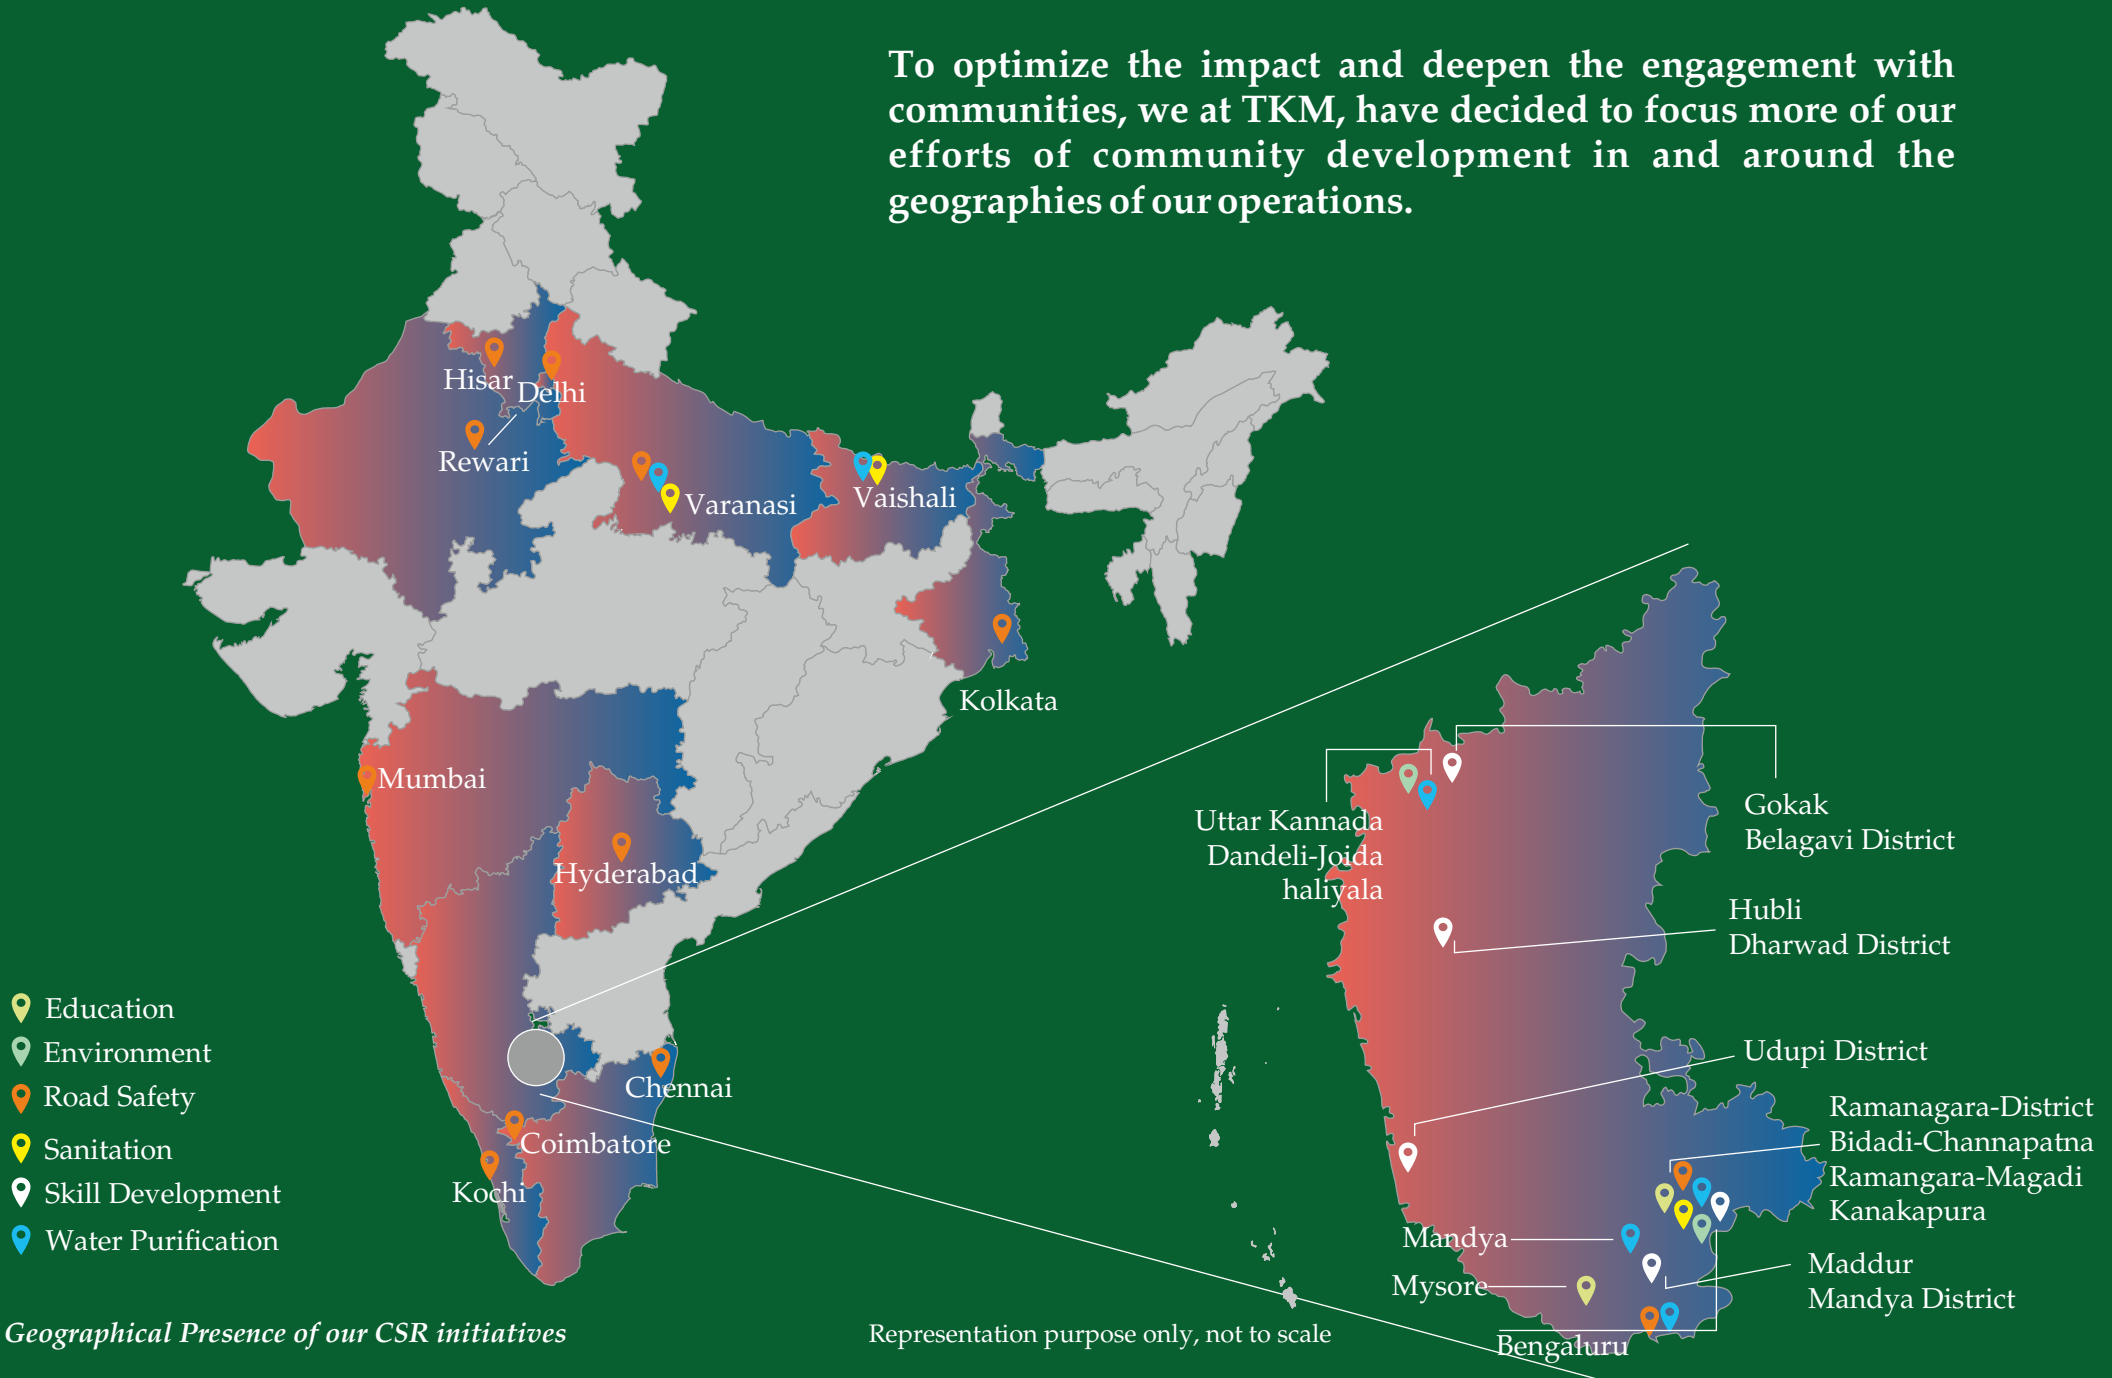 To optimize the impact and deepen the engagement with
communities, we at TKM, have decided to focus more of our
efforts of community development in and around the
geographies of our operations.
Hisar
Delhi
Rewari
Varanasi
Vaishali
Kolkata
Mumbai
Hyderabad
Chennai
Coimbatore
Kochi
Education
Environment
Road Safety
Sanitation
Skill Development
Water Purification
Uttar Kannada
Dandeli-Joida
haliyala
Gokak
Belagavi District
Hubli
Dharwad District
Udupi District
Ramanagara-District
Bidadi-Channapatna
Ramangara-Magadi
Kanakapura
Mandya
Mysore
Maddur
Mandya District
Bengaluru
Geographical Presence of our CSR initiatives
Representation purpose only, not to scale